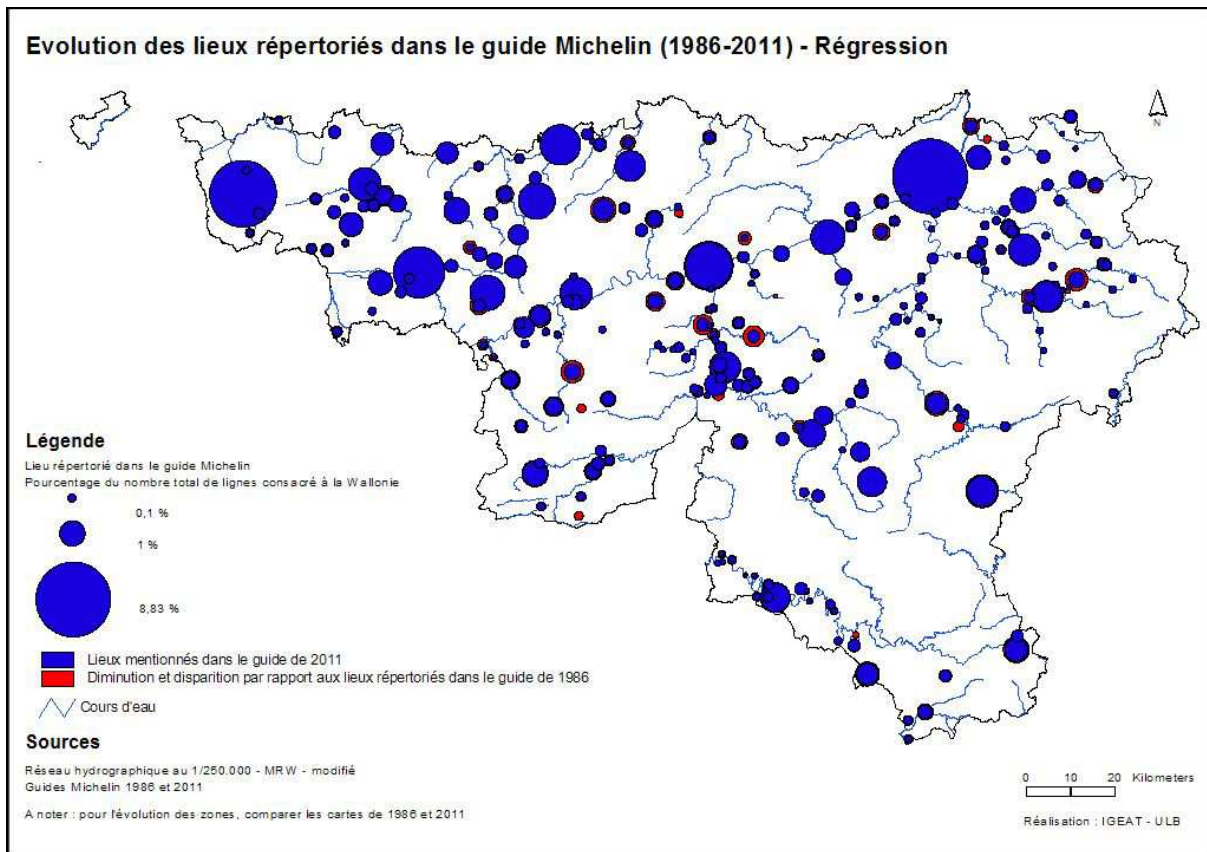 Evolution des lieux répertoriés dans le guide Michelin (1986-2011) - Régression
N
Légende
Lieu répertorié dans le guide Michelin
Pourcentage du nombre total de lignes consacré à la Wallonie
0,1 %
1 %
8,83 %
Lieux mentionnés dans le guide de 2011
Diminution et disparition par rapport aux lieux répertoriés dans le guide de 1986
Cours d'eau
Sources
Réseau hydrographique au 1/250.000 - MRW - modifié
Guides Michelin 1986 et 2011
A noter : pour l'évolution des zones, comparer les cartes de 1986 et 2011
0 10 20 Kilometers
Réalisation : IGEAT - ULB